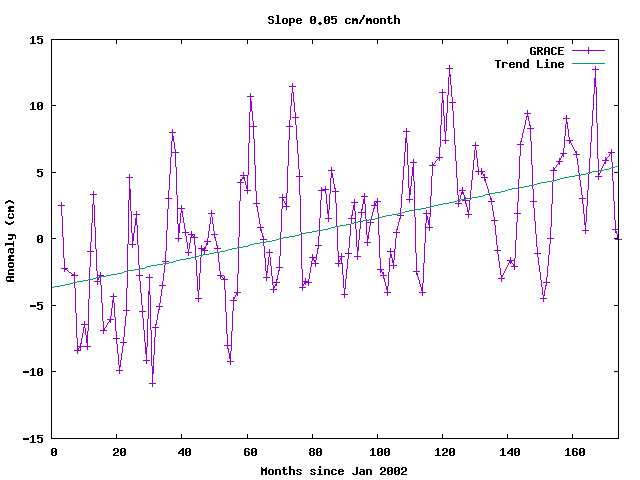 Slope 0.05 cm/month
15
10
5
0
-5
-10
-15
Anomaly (cm)
GRACE
Trend Line
0 20 40 60 80 100 120 140 160
Months since Jan 2002